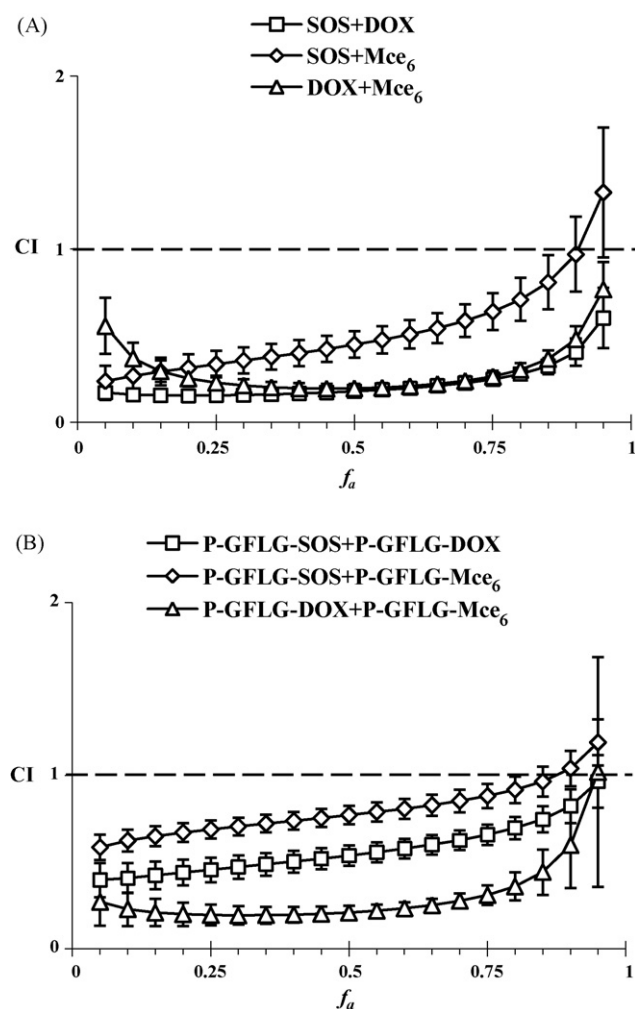 (A)
SOS+DOX
SOS+Mce₆
DOX+Mce₆
2
CI
1
0
0 0.25 0.5 0.75 1
fₐ
(B)
P-GFLG-SOS+P-GFLG-DOX
P-GFLG-SOS+P-GFLG-Mce₆
P-GFLG-DOX+P-GFLG-Mce₆
2
CI 1
0
0 0.25 0.5 0.75 1
fₐ